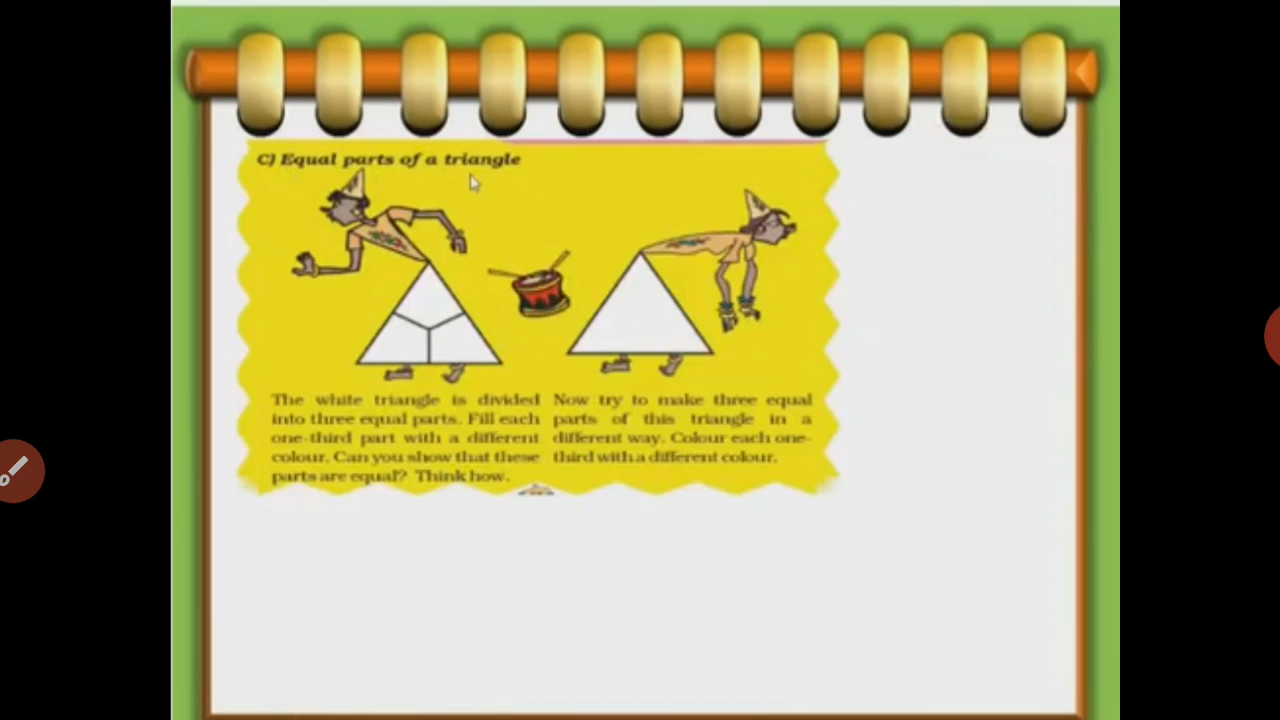 C) Equal parts of a triangle
The white triangle is divided
into three equal parts. Fill each
one-third part with a different
colour. Can you show that these
parts are equal? Think how.
Now try to make three equal
parts of this triangle in a
different way. Colour each one-
third with a different colour.